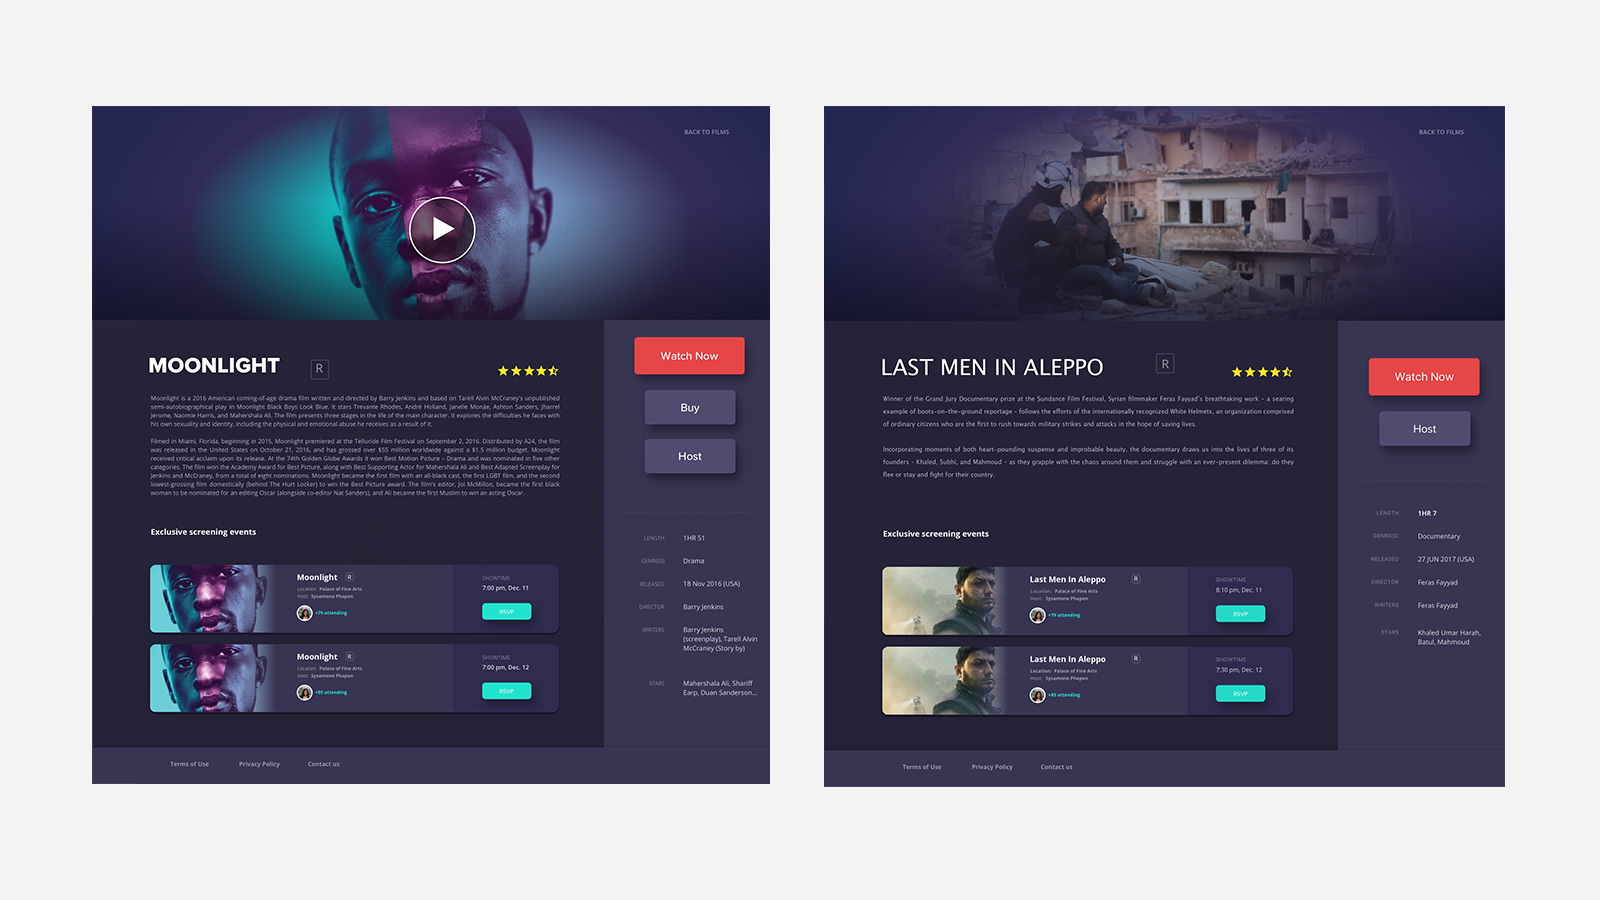 BACK TO FILMS
MOONLIGHT
R
Moonlight is a 2016 American coming-of-age drama film written and directed by Barry Jenkins and based on Tarell Alvin McCraney's unpublished
semi-autobiographical play In Moonlight Black Boys Look Blue. It stars Trevante Rhodes, André Holland, Janelle Monáe, Ashton Sanders, Jharrel
Jerome, Naomie Harris, and Mahershala Ali. The film presents three stages in the life of the main character. It explores the difficulties he faces with
his own sexuality and identity, including the physical and emotional abuse he receives as a result of it.
Filmed in Miami, Florida, beginning in 2015, Moonlight premiered at the Telluride Film Festival on September 2, 2016. Distributed by A24, the film
was released in the United States on October 21, 2016, and has grossed over $55 million worldwide against a $1.5 million budget. Moonlight
received critical acclaim upon its release. At the 74th Golden Globe Awards it won Best Motion Picture – Drama and was nominated in five other
categories. The film won the Academy Award for Best Picture, along with Best Supporting Actor for Mahershala Ali and Best Adapted Screenplay for
Jenkins and McCraney, from a total of eight nominations. Moonlight became the first film with an all-black cast, the first LGBT film, and the second
lowest-grossing film domestically (behind The Hurt Locker) to win the Best Picture award. The film's editor, Joi McMillon, became the first black
woman to be nominated for an editing Oscar (alongside co-editor Nat Sanders), and Ali became the first Muslim to win an acting Oscar.
Exclusive screening events
Moonlight R
Location: Palace of Fine Arts
Host: Sysamone Phapon
+79 attending
SHOWTIME
7:00 pm, Dec. 11
RSVP
Moonlight R
Location: Palace of Fine Arts
Host: Sysamone Phapon
+85 attending
SHOWTIME
7:00 pm, Dec. 12
RSVP
Watch Now
Buy
Host
LENGTH 1HR 51
GENRE(S) Drama
RELEASED 18 Nov 2016 (USA)
DIRECTOR Barry Jenkins
WRITERS Barry Jenkins
(screenplay), Tarell Alvin
McCraney (Story by)
STARS Mahershala Ali, Shariff
Earp, Duan Sanderson...
Terms of Use Privacy Policy Contact us
BACK TO FILMS
LAST MEN IN ALEPPO
R
Winner of the Grand Jury Documentary prize at the Sundance Film Festival, Syrian filmmaker Feras Fayyad's breathtaking work – a searing
example of boots-on-the-ground reportage – follows the efforts of the internationally recognized White Helmets, an organization comprised
of ordinary citizens who are the first to rush towards military strikes and attacks in the hope of saving lives.
Incorporating moments of both heart-pounding suspense and improbable beauty, the documentary draws us into the lives of three of its
founders – Khaled, Subhi, and Mahmoud – as they grapple with the chaos around them and struggle with an ever-present dilemma: do they
flee or stay and fight for their country.
Exclusive screening events
Last Men In Aleppo R
Location: Palace of Fine Arts
Host: Sysamone Phapon
+79 attending
SHOWTIME
8:10 pm, Dec. 11
RSVP
Last Men In Aleppo R
Location: Palace of Fine Arts
Host: Sysamone Phapon
+85 attending
SHOWTIME
7:30 pm, Dec. 12
RSVP
Watch Now
Host
LENGTH 1HR 7
GENRE(S) Documentary
RELEASED 27 JUN 2017 (USA)
DIRECTOR Feras Fayyad
WRITERS Feras Fayyad
STARS Khaled Umar Harah,
Batul, Mahmoud
Terms of Use Privacy Policy Contact us